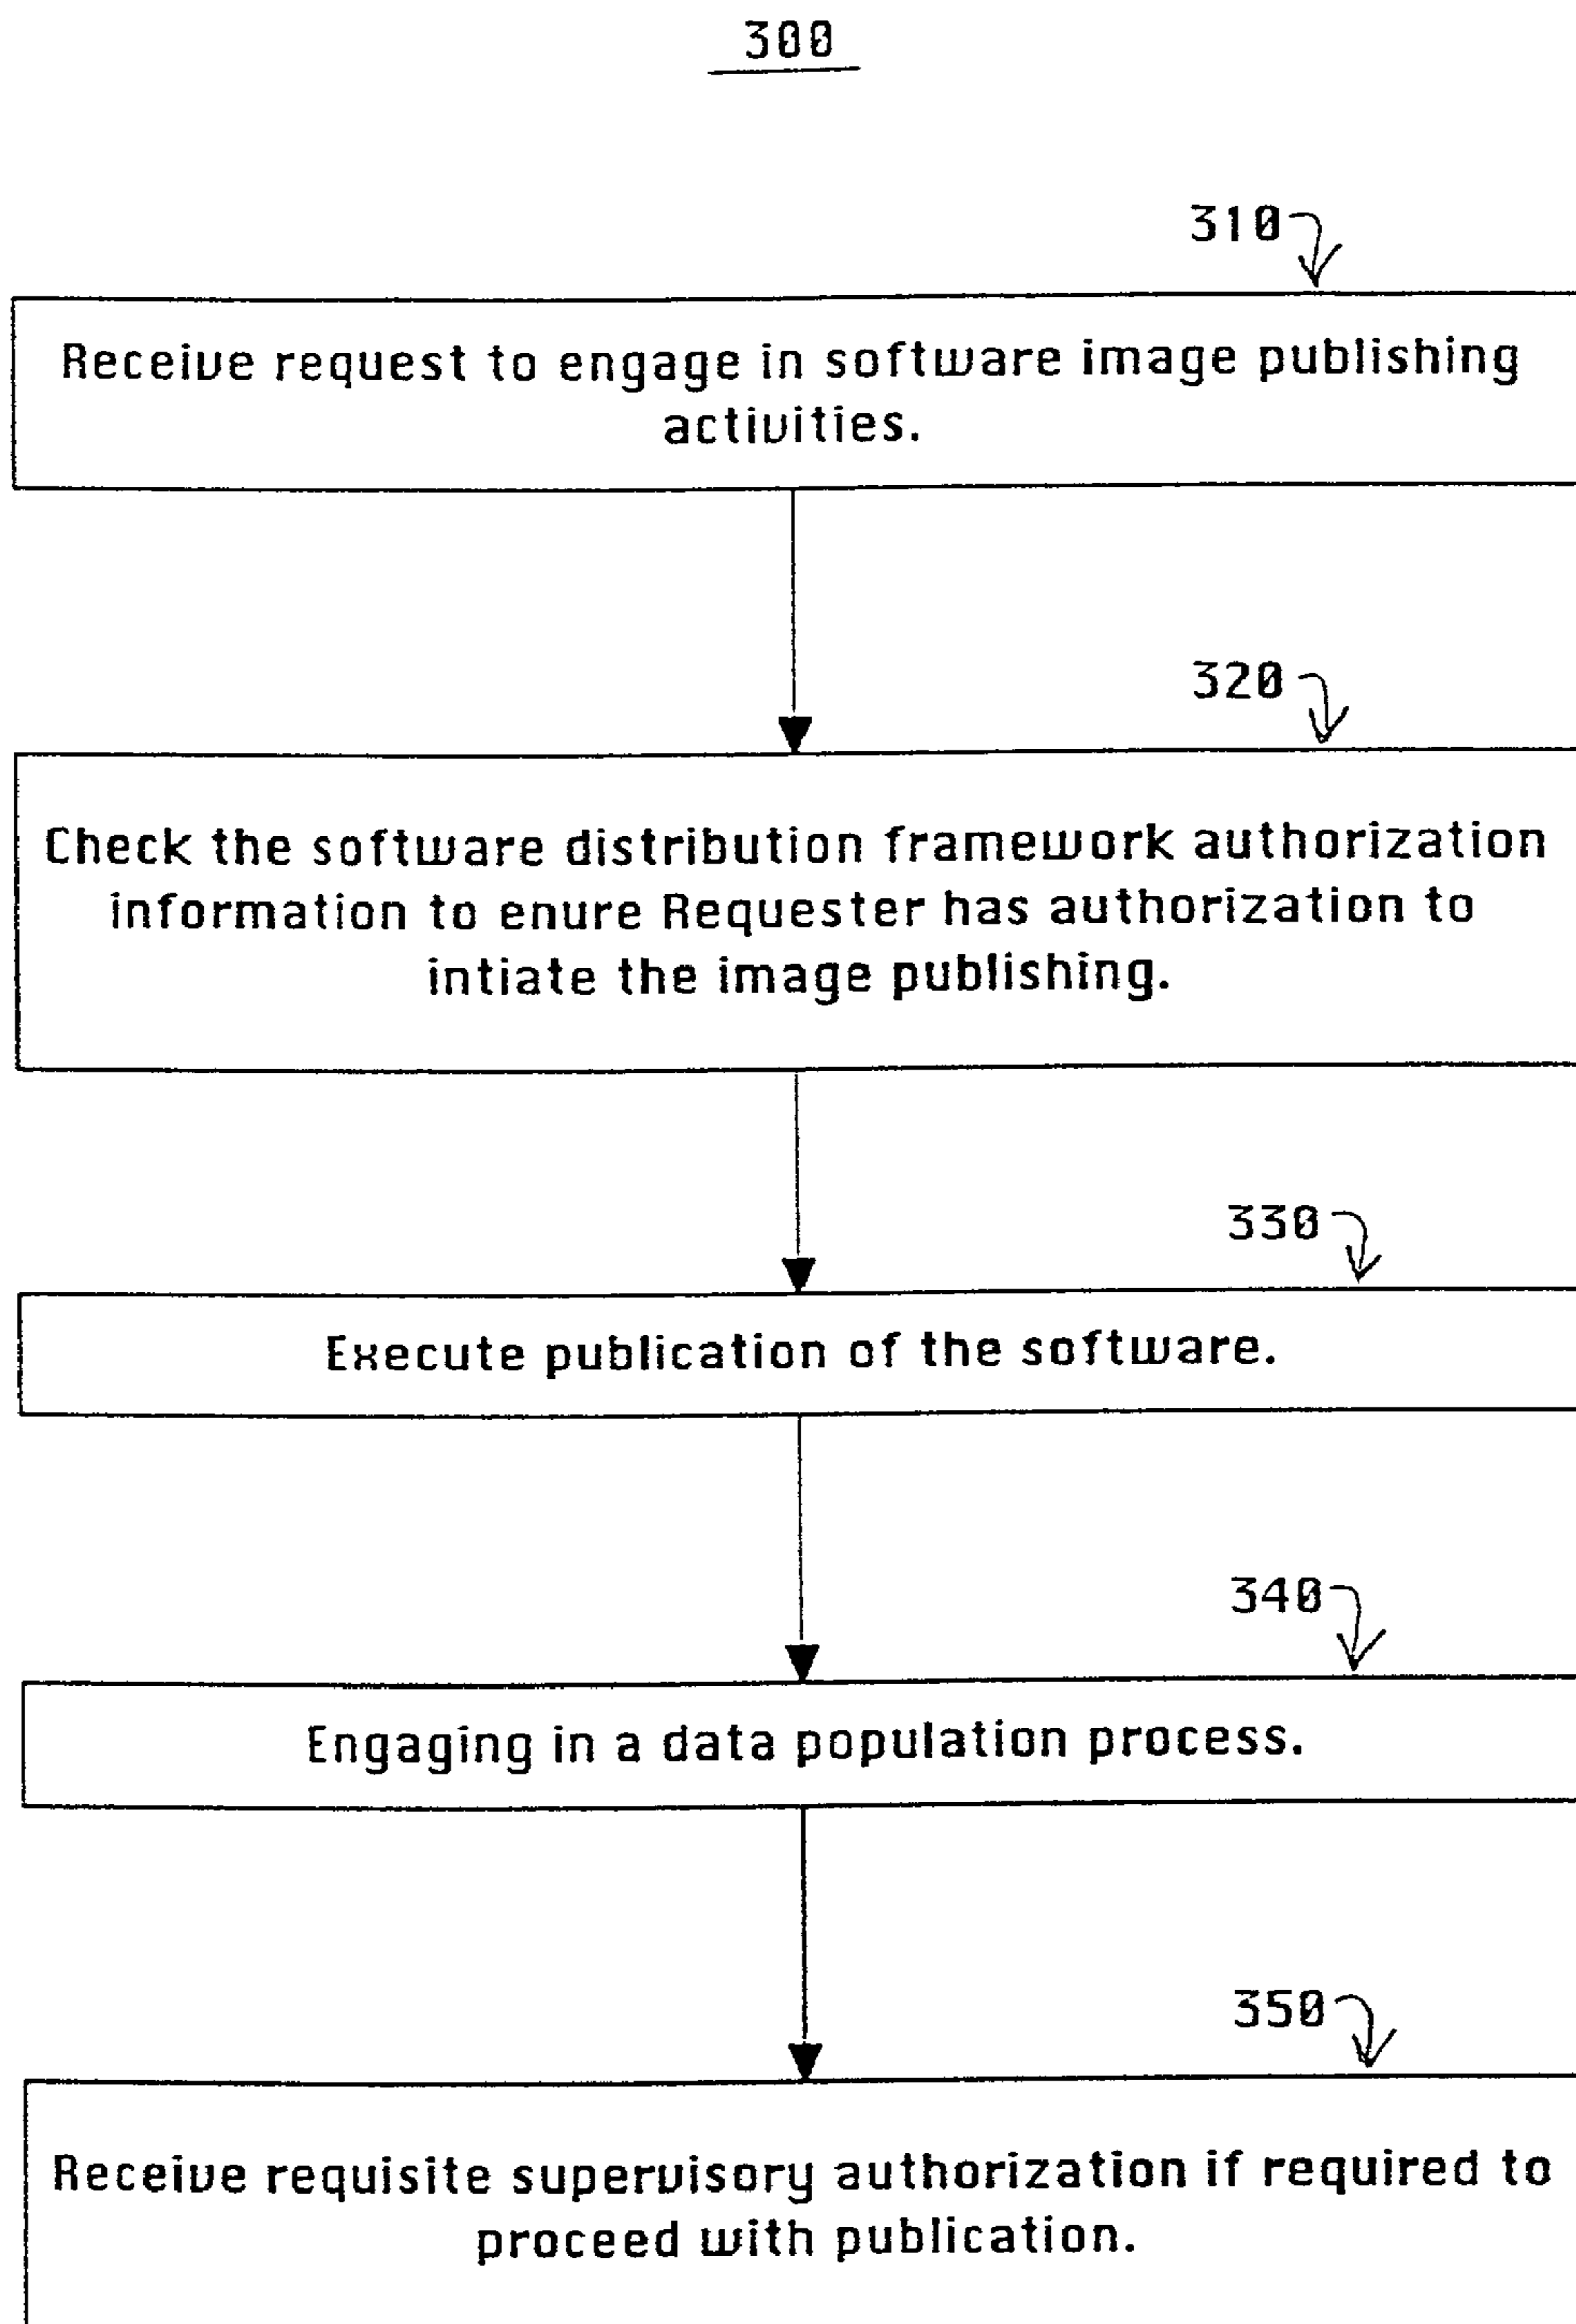 300
310
Receive request to engage in software image publishing
activities.
320
Check the software distribution framework authorization
information to enure Requester has authorization to
intiate the image publishing.
330
Execute publication of the software.
340
Engaging in a data population process.
350
Receive requisite supervisory authorization if required to
proceed with publication.